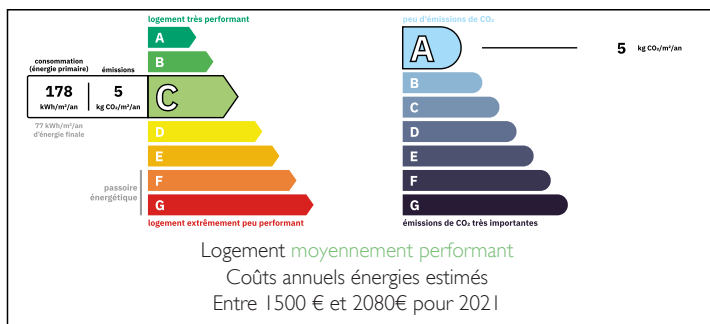 logement très performant
A
B
consommation
(énergie primaire)
émissions
178
kWh/m²/an
5
kg CO₂/m²/an
C
77 kWh/m²/an
d'énergie finale
D
E
passoire
énergétique
F
G
logement extrêmement peu performant
peu d'émissions de CO₂
A
5 kg CO₂/m²/an
B
C
D
E
F
G
émissions de CO₂ très importantes
Logement moyennement performant
Coûts annuels énergies estimés
Entre 1500 € et 2080€ pour 2021